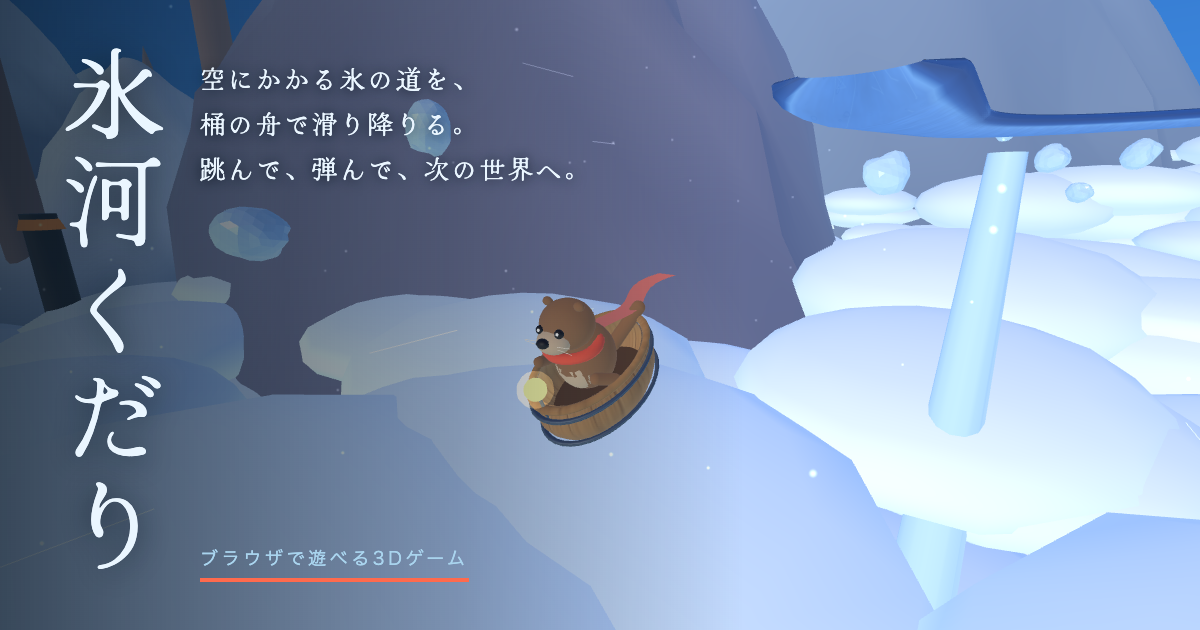 氷河くだり
空にかかる氷の道を、
桶の舟で滑り降りる。
跳んで、弾んで、次の世界へ。
ブラウザで遊べる3Dゲーム